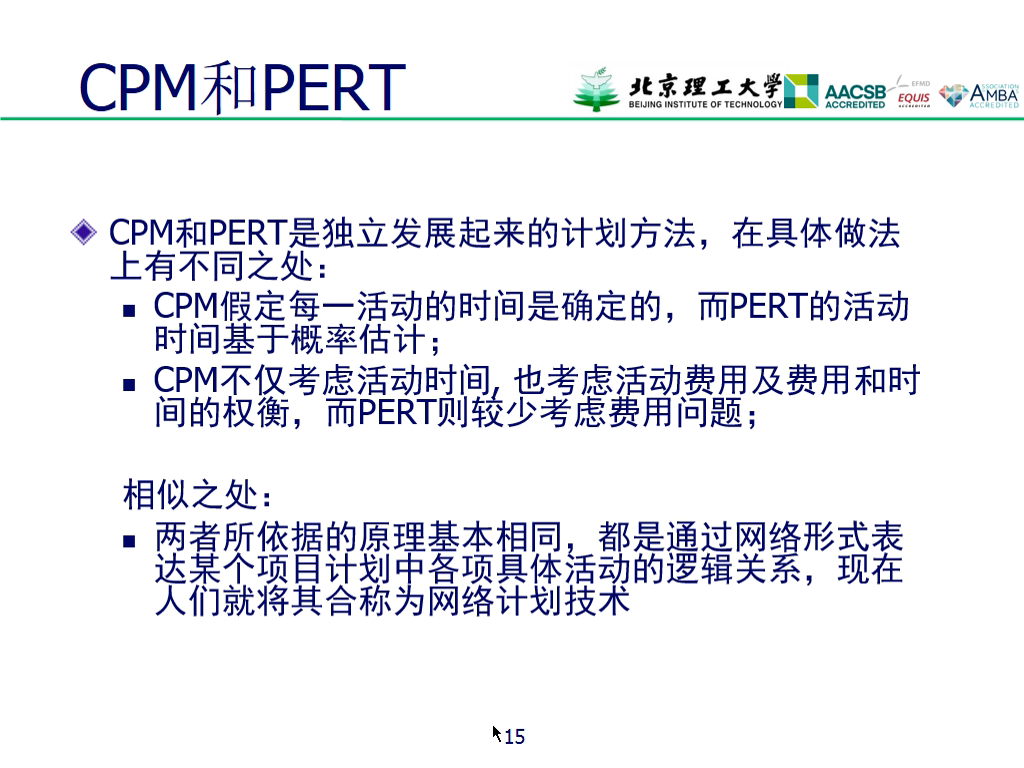 CPM和PERT
北京理工大学
BEIJING INSTITUTE OF TECHNOLOGY
AACSB
ACCREDITED
EFMD
EQUIS
ACCREDITED
ASSOCIATION
AMBA
ACCREDITED
CPM和PERT是独立发展起来的计划方法，在具体做法
上有不同之处：
CPM假定每一活动的时间是确定的，而PERT的活动
时间基于概率估计；
CPM不仅考虑活动时间, 也考虑活动费用及费用和时
间的权衡，而PERT则较少考虑费用问题；
相似之处：
两者所依据的原理基本相同，都是通过网络形式表
达某个项目计划中各项具体活动的逻辑关系，现在
人们就将其合称为网络计划技术
15